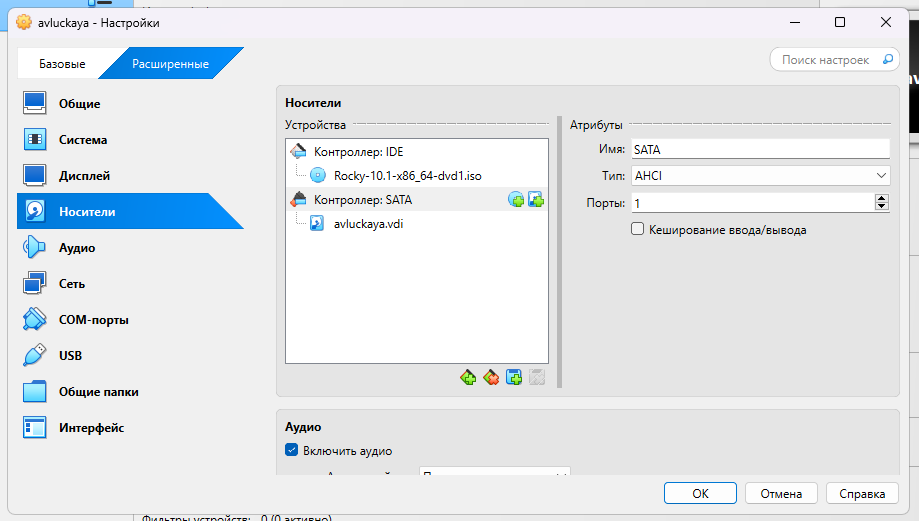 avluckaya - Настройки
Базовые
Расширенные
Поиск настроек
Общие
Система
Дисплей
Носители
Аудио
Сеть
COM-порты
USB
Общие папки
Интерфейс
Носители
Устройства
Контроллер: IDE
Rocky-10.1-x86_64-dvd1.iso
Контроллер: SATA
avluckaya.vdi
Атрибуты
Имя: SATA
Тип: AHCI
Порты: 1
Кеширование ввода/вывода
Аудио
Включить аудио
OK
Отмена
Справка
Фильтры устройств: 0 (0 активно)